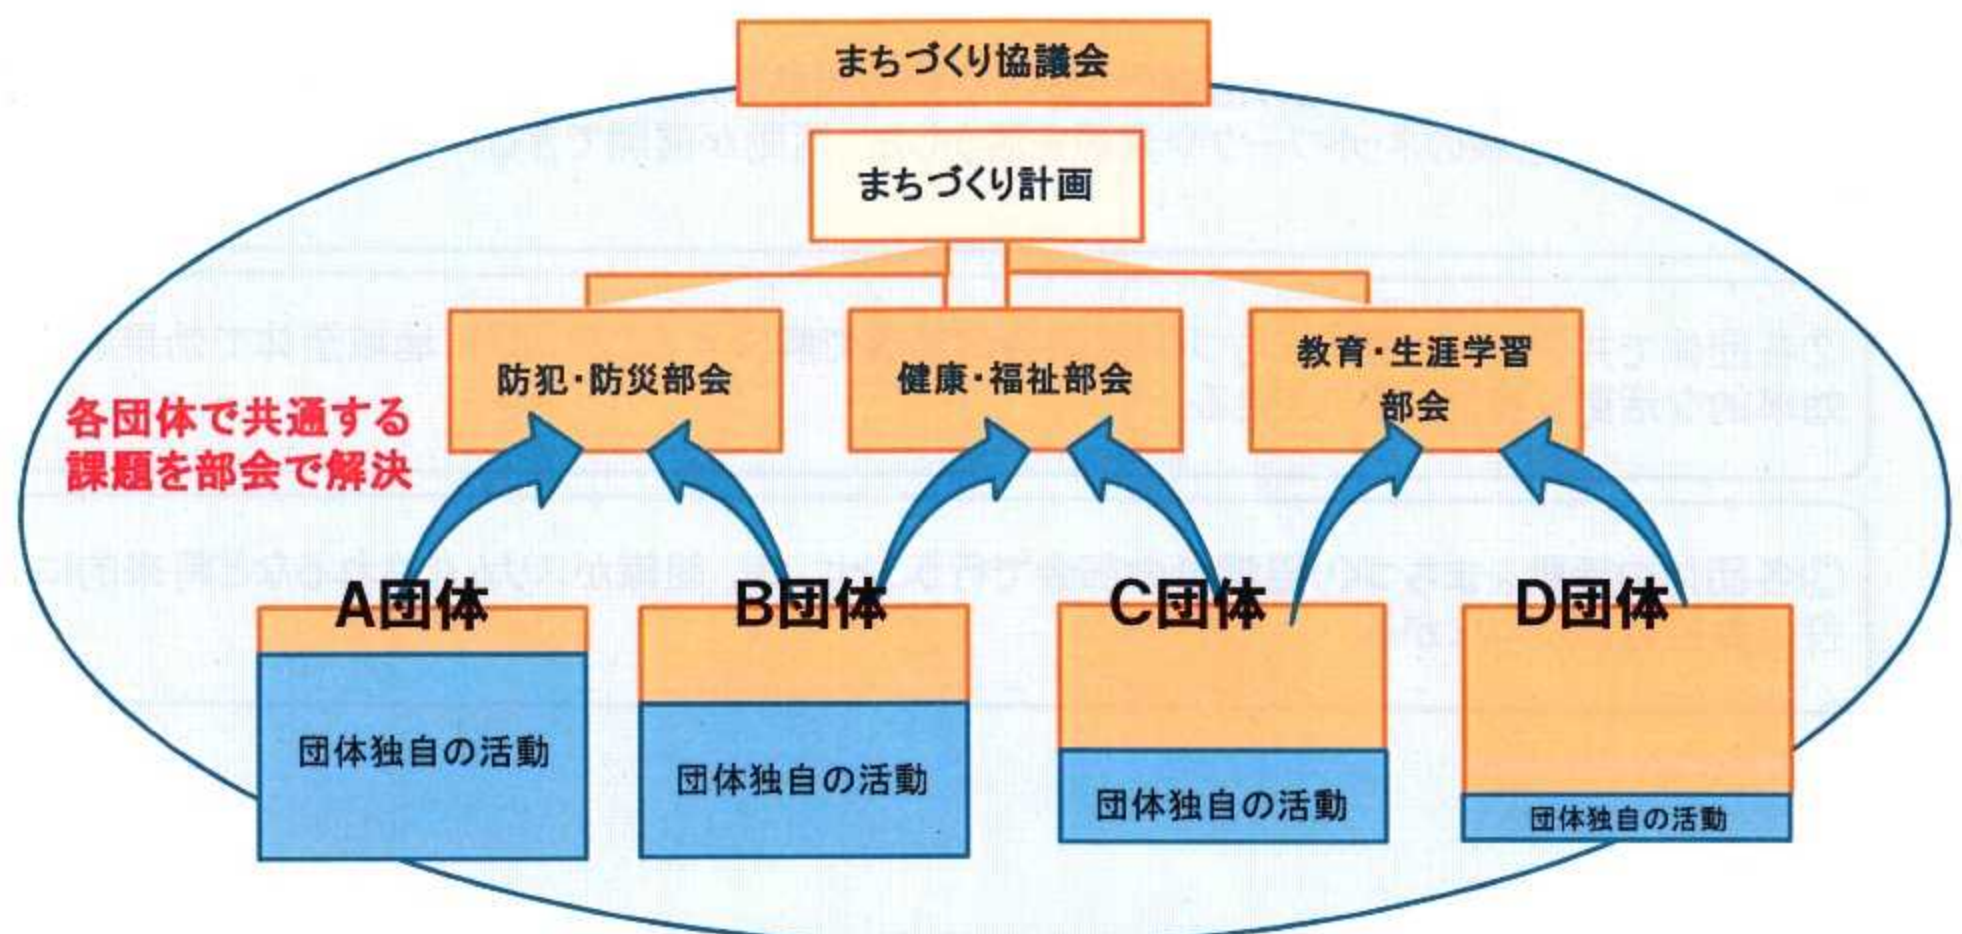 まちづくり協議会
まちづくり計画
防犯・防災部会
健康・福祉部会
教育・生涯学習
部会
各団体で共通する
課題を部会で解決
A団体
B団体
C団体
D団体
団体独自の活動
団体独自の活動
団体独自の活動
団体独自の活動